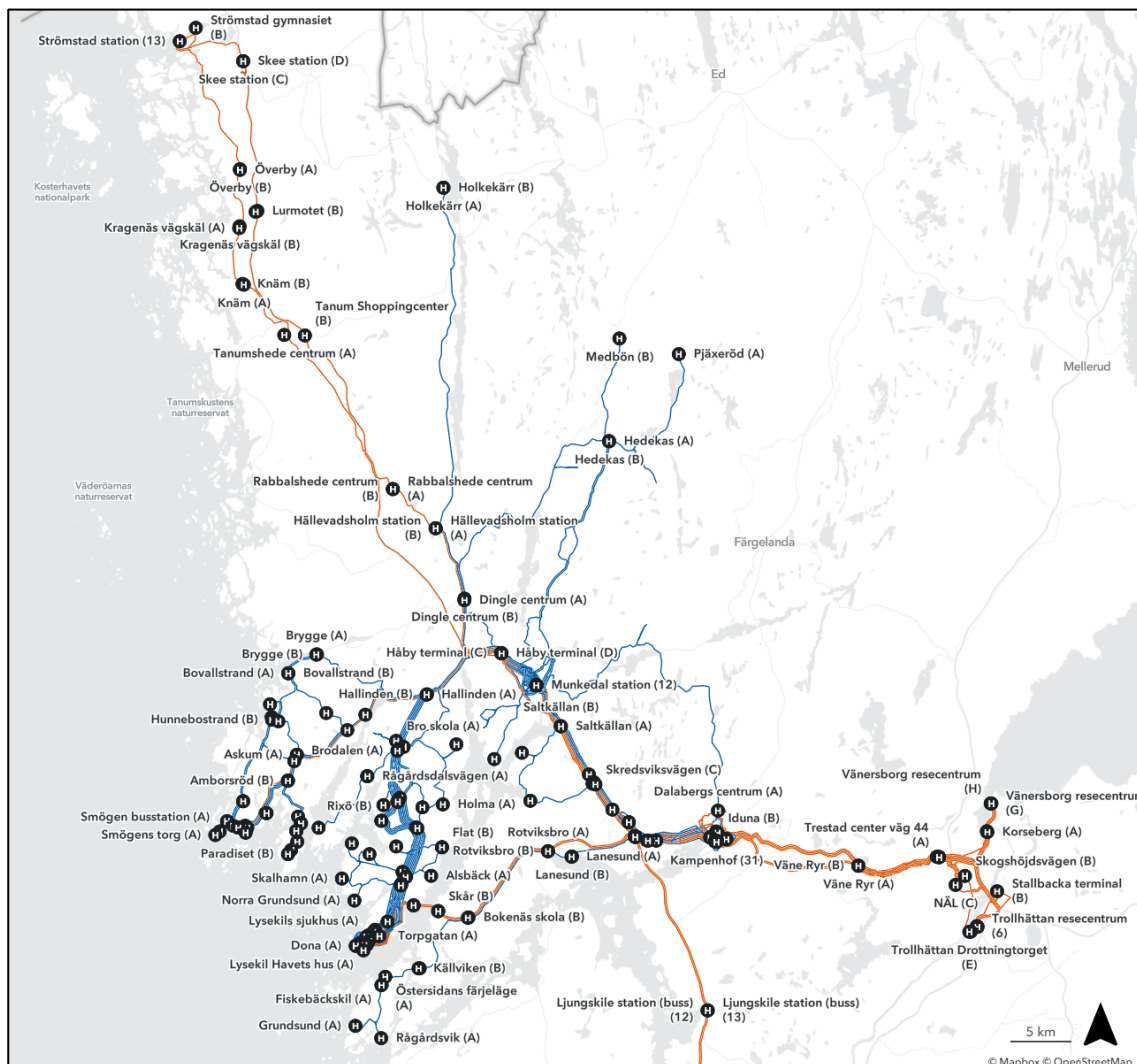 Strömstad gymnasiet
(B)
Strömstad station (13)
Skee station (D)
Skee station (C)
Ed
Kosterhavets
nationalpark
Överby (A)
Överby (B)
Holkekärr (B)
Holkekärr (A)
Lurmotet (B)
Kragenäs vägskäl (A)
Kragenäs vägskäl (B)
Knäm (B)
Knäm (A)
Tanum Shoppingcenter
(B)
Tanumshede centrum (A)
Medbön (B)
Pjäxeröd (A)
Mellerud
Tanumskustens
naturreservat
Hedekas (A)
Hedekas (B)
Väderöarnas
naturreservat
Rabbalshede centrum
(B)
Rabbalshede centrum
(A)
Hällevadsholm station
(B)
Hällevadsholm station
(A)
Färgelanda
Dingle centrum (A)
Dingle centrum (B)
Brygge (A)
Brygge (B)
Håby terminal (C)
Håby terminal (D)
Bovallstrand (A)
Bovallstrand (B)
Munkedal station (12)
Hallinden (B)
Hallinden (A)
Saltkällan (B)
Hunnebostrand (B)
Bro skola (A)
Saltkällan (A)
Askum (A)
Brodalen (A)
Amborsröd (B)
Rågårdsdalsvägen (A)
Skredsviksvägen (C)
Vänersborg resecentrum
(H)
Dalabergs centrum (A)
Rixö (B)
Holma (A)
Vänersborg resecentrum
(G)
Smögen busstation (A)
Iduna (B)
Smögens torg (A)
Flat (B)
Rotviksbro (A)
Trestad center väg 44
(A)
Korseberg (A)
Paradiset (B)
Rotviksbro (B)
Lanesund (A)
Kampenhof (31)
Väne Ryr (B)
Skogshöjdsvägen (B)
Skalhamn (A)
Alsbäck (A)
Lanesund (B)
Väne Ryr (A)
Stallbacka terminal
(B)
Norra Grundsund (A)
Skår (B)
NÄL (C)
Lysekils sjukhus (A)
Bokenäs skola (B)
Trollhättan resecentrum
(6)
Dona (A)
Torpgatan (A)
Trollhättan Drottningtorget
(E)
Lysekil Havets hus (A)
Källviken (B)
Fiskebäckskil (A)
Östersidans färjeläge
(A)
Ljungskile station (buss)
(12)
Ljungskile station (buss)
(13)
Grundsund (A)
Rågårdsvik (A)
5 km
© Mapbox © OpenStreetMap